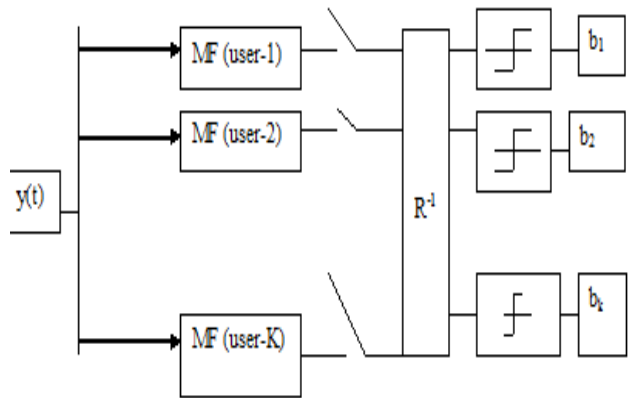 MF (user-1)
b₁
MF (user-2)
b₂
y(t)
R⁻¹
MF (user-K)
bₖ